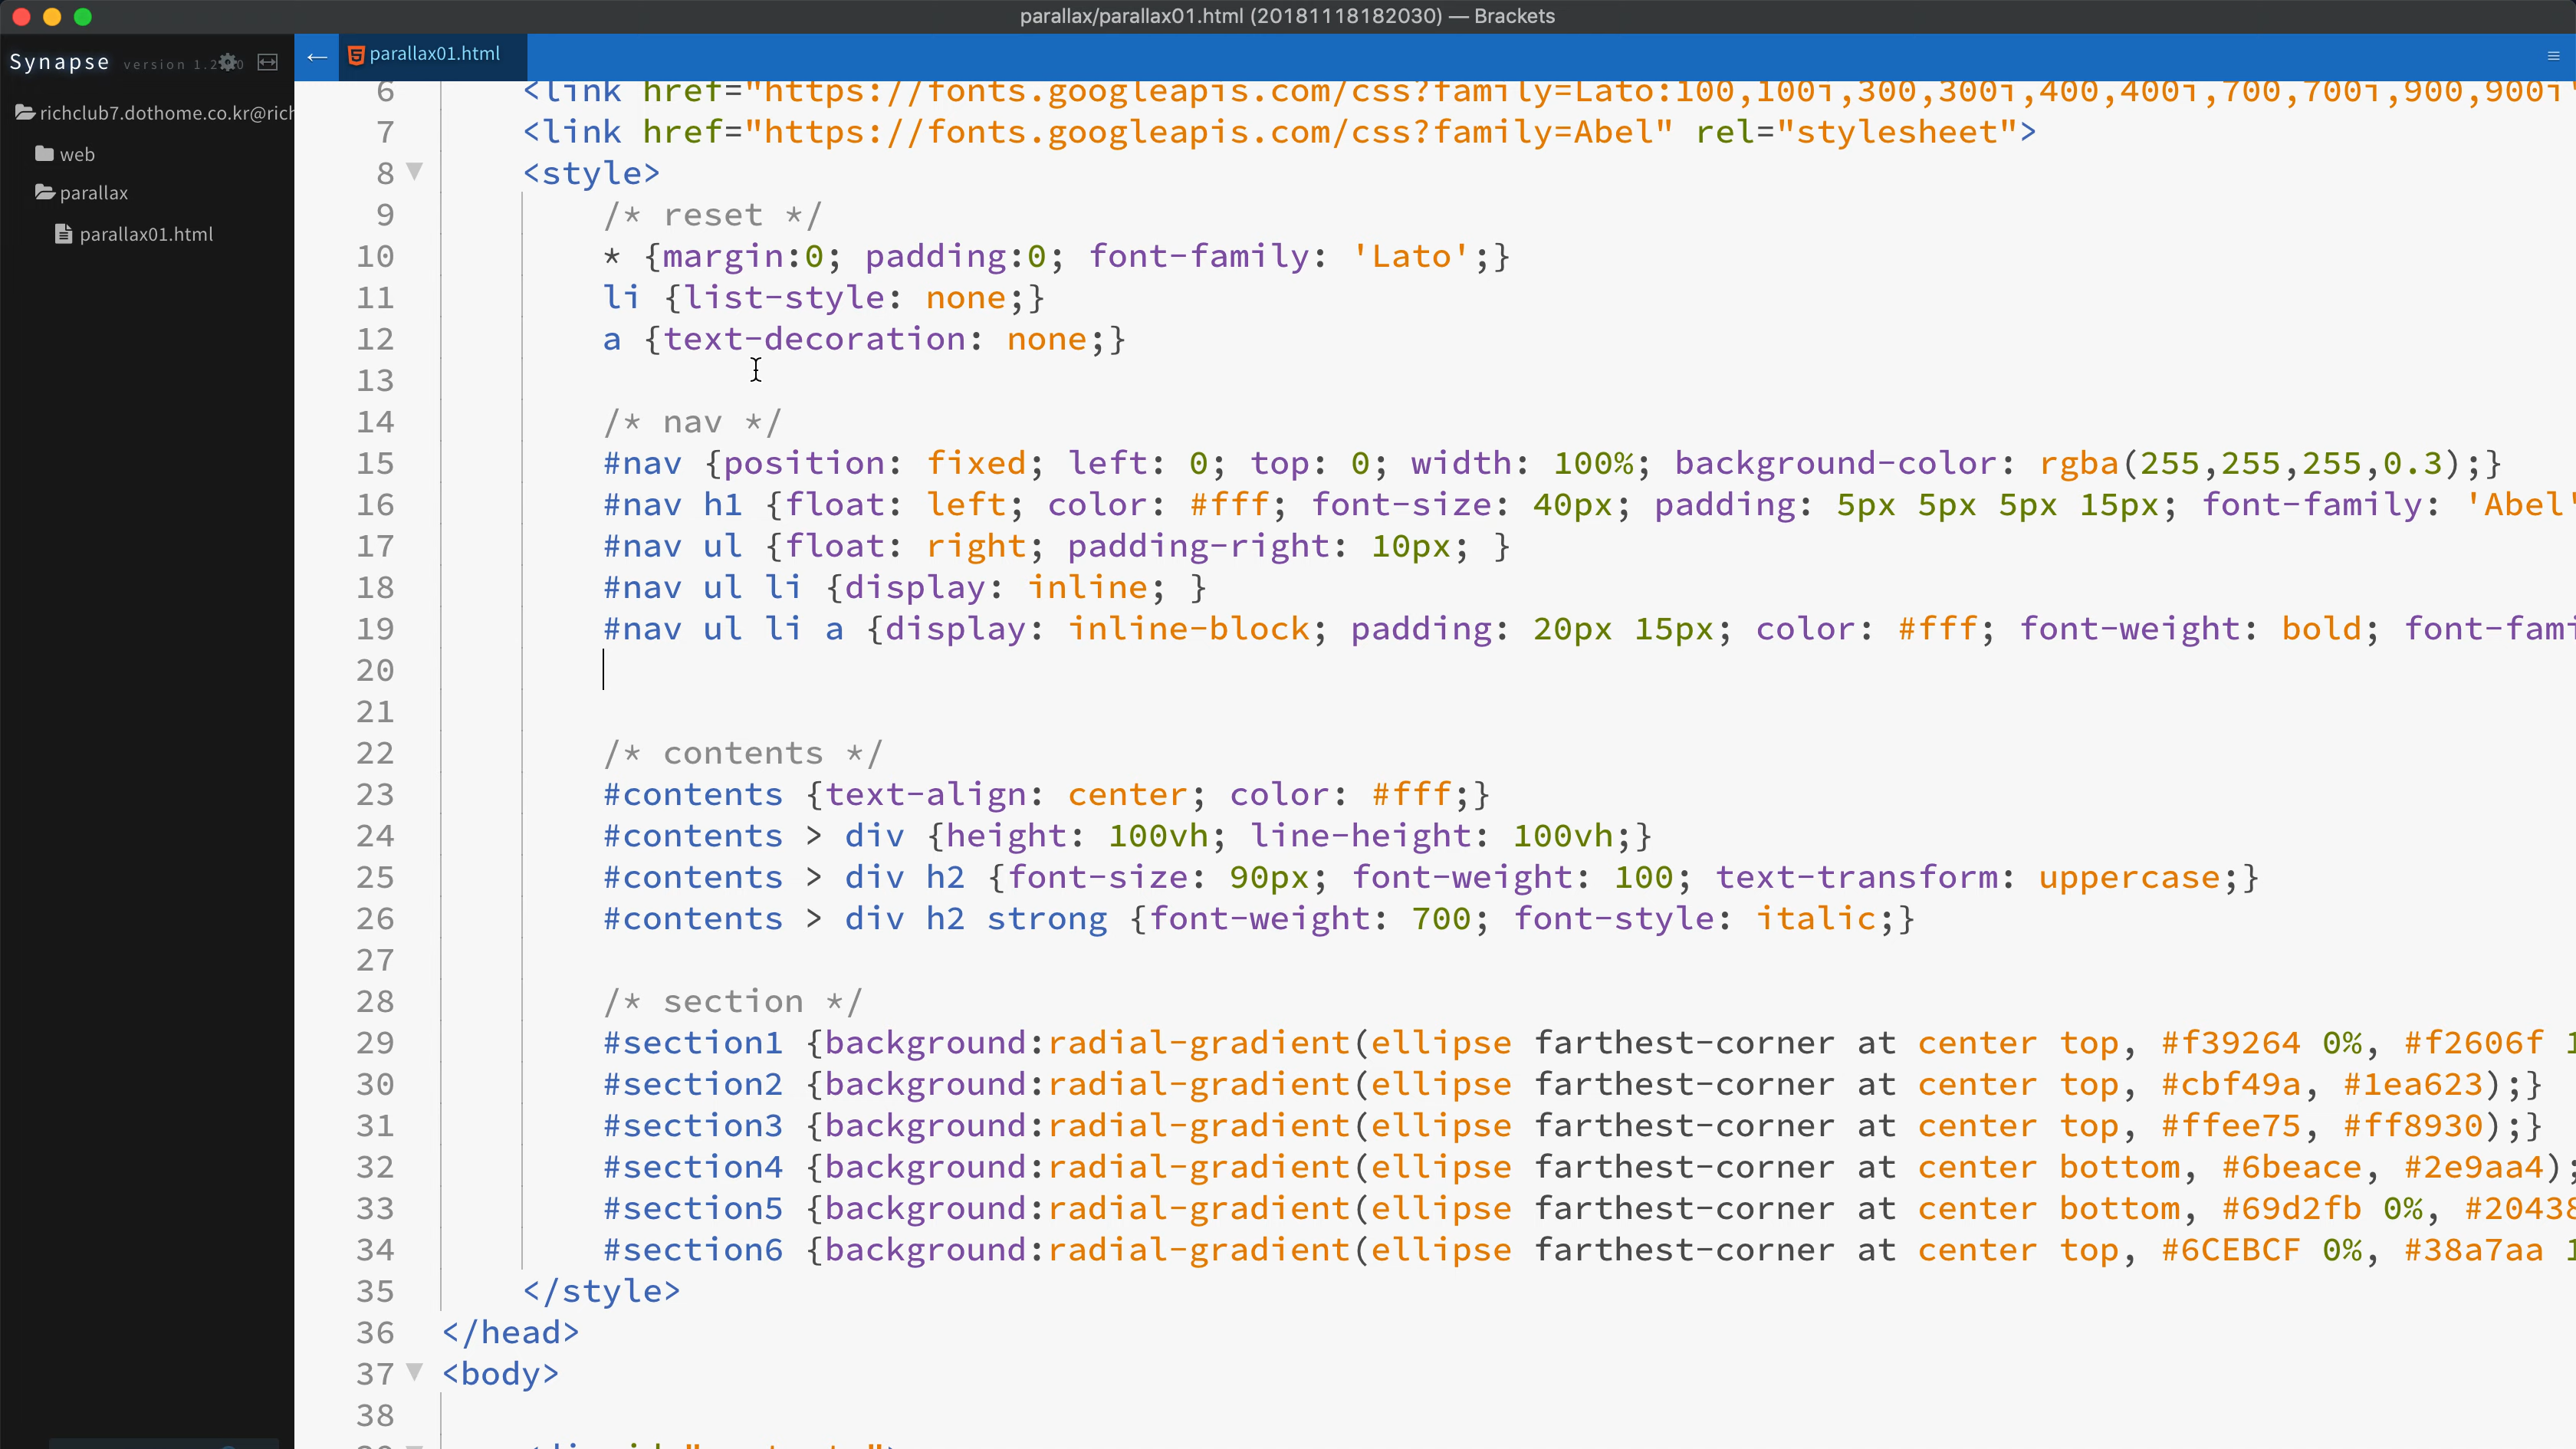 parallax/parallax01.html (20181118182030) — Brackets
Synapse version 1.2
← parallax01.html
richclub7.dothome.co.kr@rich
web
parallax
parallax01.html
6 <link href="https://fonts.googleapis.com/css?family=Lato:100,100i,300,300i,400,400i,700,700i,900,900i"
7 <link href="https://fonts.googleapis.com/css?family=Abel" rel="stylesheet">
8 <style>
9 /* reset */
10 * {margin:0; padding:0; font-family: 'Lato';}
11 li {list-style: none;}
12 a {text-decoration: none;}
13
14 /* nav */
15 #nav {position: fixed; left: 0; top: 0; width: 100%; background-color: rgba(255,255,255,0.3);}
16 #nav h1 {float: left; color: #fff; font-size: 40px; padding: 5px 5px 5px 15px; font-family: 'Abel'
17 #nav ul {float: right; padding-right: 10px; }
18 #nav ul li {display: inline; }
19 #nav ul li a {display: inline-block; padding: 20px 15px; color: #fff; font-weight: bold; font-fami
20
21
22 /* contents */
23 #contents {text-align: center; color: #fff;}
24 #contents > div {height: 100vh; line-height: 100vh;}
25 #contents > div h2 {font-size: 90px; font-weight: 100; text-transform: uppercase;}
26 #contents > div h2 strong {font-weight: 700; font-style: italic;}
27
28 /* section */
29 #section1 {background:radial-gradient(ellipse farthest-corner at center top, #f39264 0%, #f2606f 1
30 #section2 {background:radial-gradient(ellipse farthest-corner at center top, #cbf49a, #1ea623);}
31 #section3 {background:radial-gradient(ellipse farthest-corner at center top, #ffee75, #ff8930);}
32 #section4 {background:radial-gradient(ellipse farthest-corner at center bottom, #6beace, #2e9aa4);
33 #section5 {background:radial-gradient(ellipse farthest-corner at center bottom, #69d2fb 0%, #20438
34 #section6 {background:radial-gradient(ellipse farthest-corner at center top, #6CEBCF 0%, #38a7aa 1
35 </style>
36 </head>
37 <body>
38